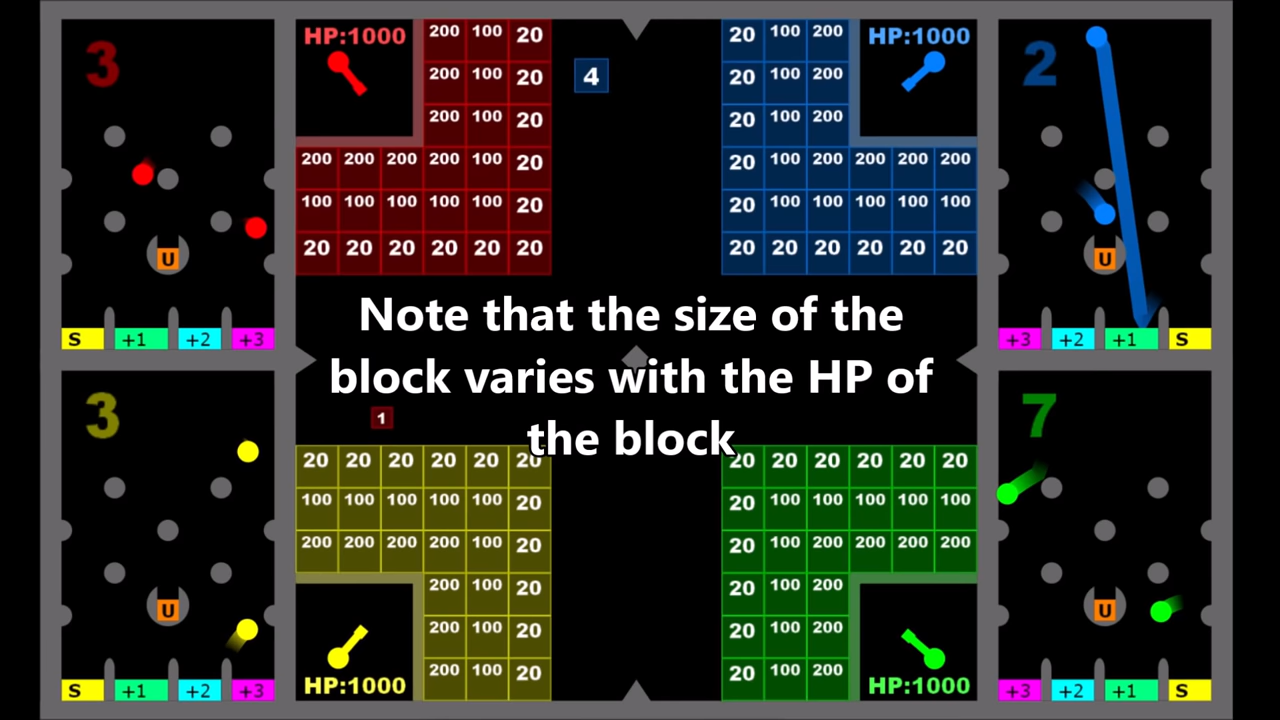 3
HP:1000
200 100 20
200 100 20
200 100 20
200 200 200 200 100 20
100 100 100 100 100 20
20 20 20 20 20 20
4
20 100 200
20 100 200
20 100 200
20 100 200 200 200 200
20 100 100 100 100 100
20 20 20 20 20 20
HP:1000
2
U
S +1 +2 +3
U
+3 +2 +1 S
Note that the size of the
block varies with the HP of
the block
1
3
20 20 20 20 20 20
100 100 100 100 100 20
200 200 200 200 100 20
200 100 20
200 100 20
200 100 20
HP:1000
20 20 20 20 20 20
20 100 100 100 100 100
20 100 200 200 200 200
20 100 200
20 100 200
20 100 200
HP:1000
7
U
S +1 +2 +3
U
+3 +2 +1 S